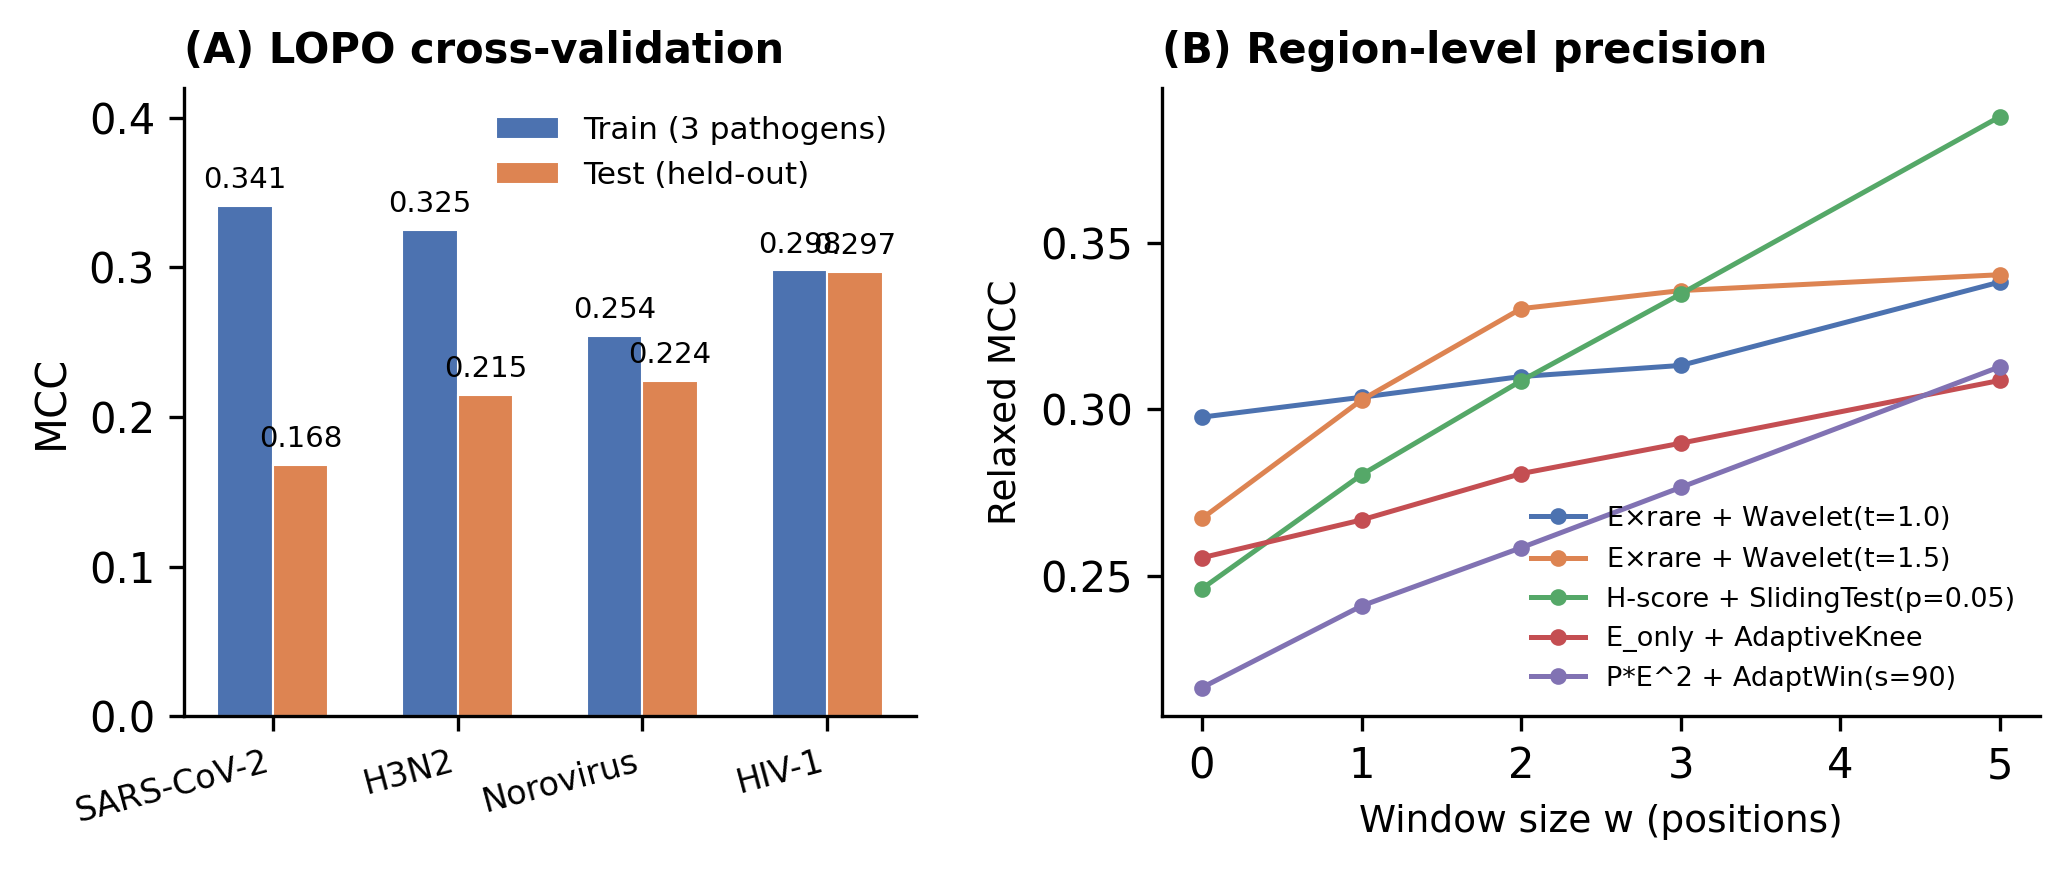 (A) LOPO cross-validation
MCC
0.4
0.3
0.2
0.1
0.0
Train (3 pathogens)
Test (held-out)
0.341
0.168
0.325
0.215
0.254
0.224
0.298
0.297
SARS-CoV-2
H3N2
Norovirus
HIV-1
(B) Region-level precision
Relaxed MCC
0.35
0.30
0.25
E×rare + Wavelet(t=1.0)
E×rare + Wavelet(t=1.5)
H-score + SlidingTest(p=0.05)
E_only + AdaptiveKnee
P*E^2 + AdaptWin(s=90)
0 1 2 3 4 5
Window size w (positions)